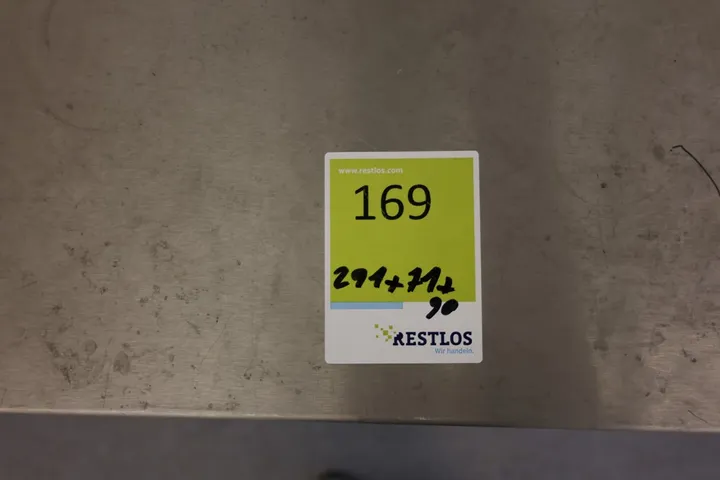 www.restlos.com
169
291+71+
90
RESTLOS
Wir handeln.